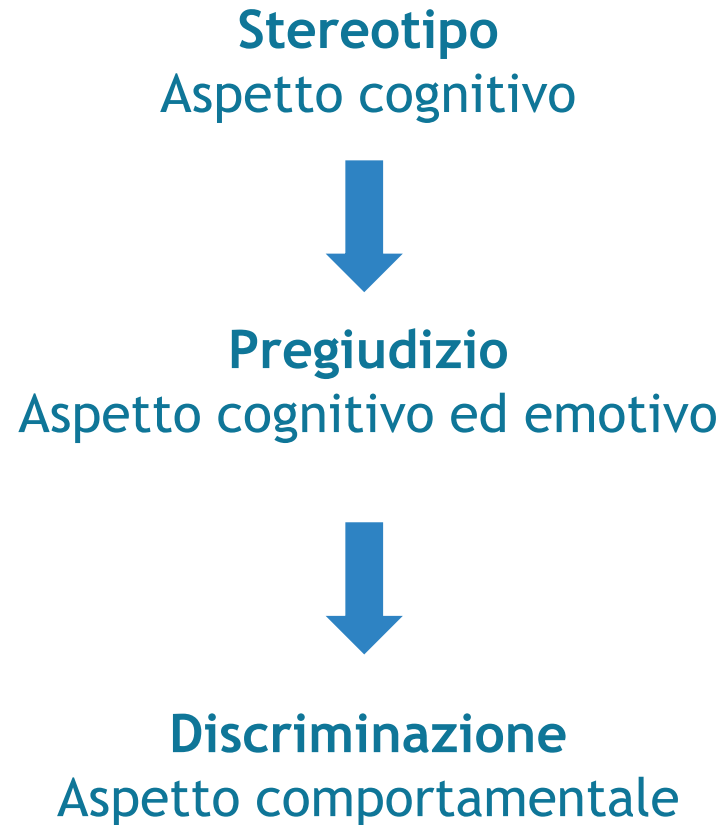 Stereotipo
Aspetto cognitivo
Pregiudizio
Aspetto cognitivo ed emotivo
Discriminazione
Aspetto comportamentale